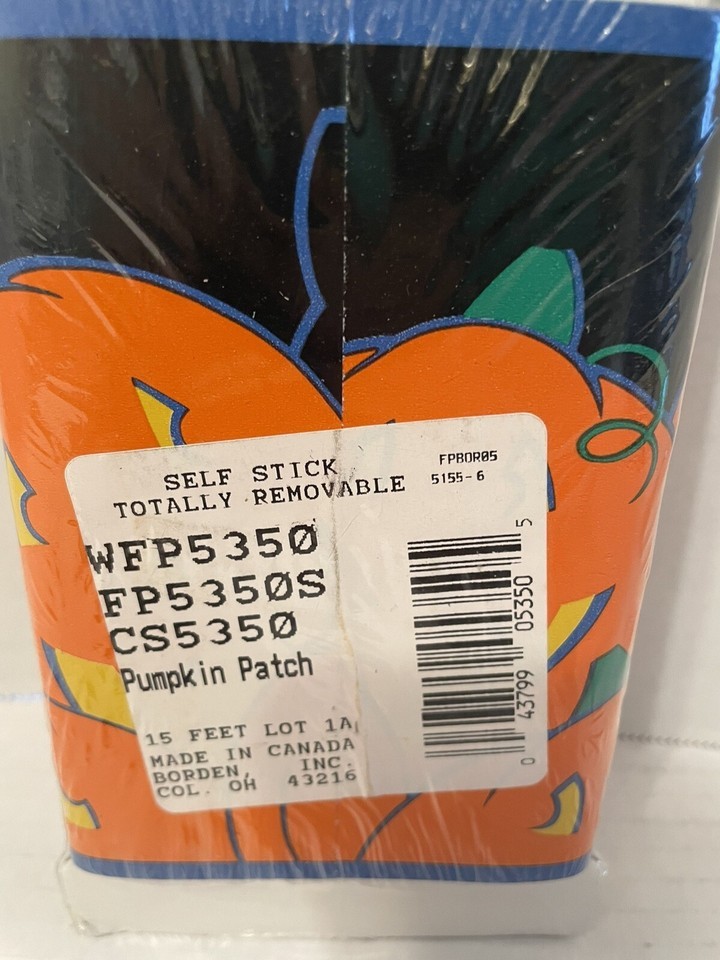 SELF STICK
TOTALLY REMOVABLE
FPBOR05
5155-6
WFP5350
FP5350S
CS5350
Pumpkin Patch
15 FEET LOT 1A
MADE IN CANADA
BORDEN, INC.
COL. OH 43216
0 43799 05350 5